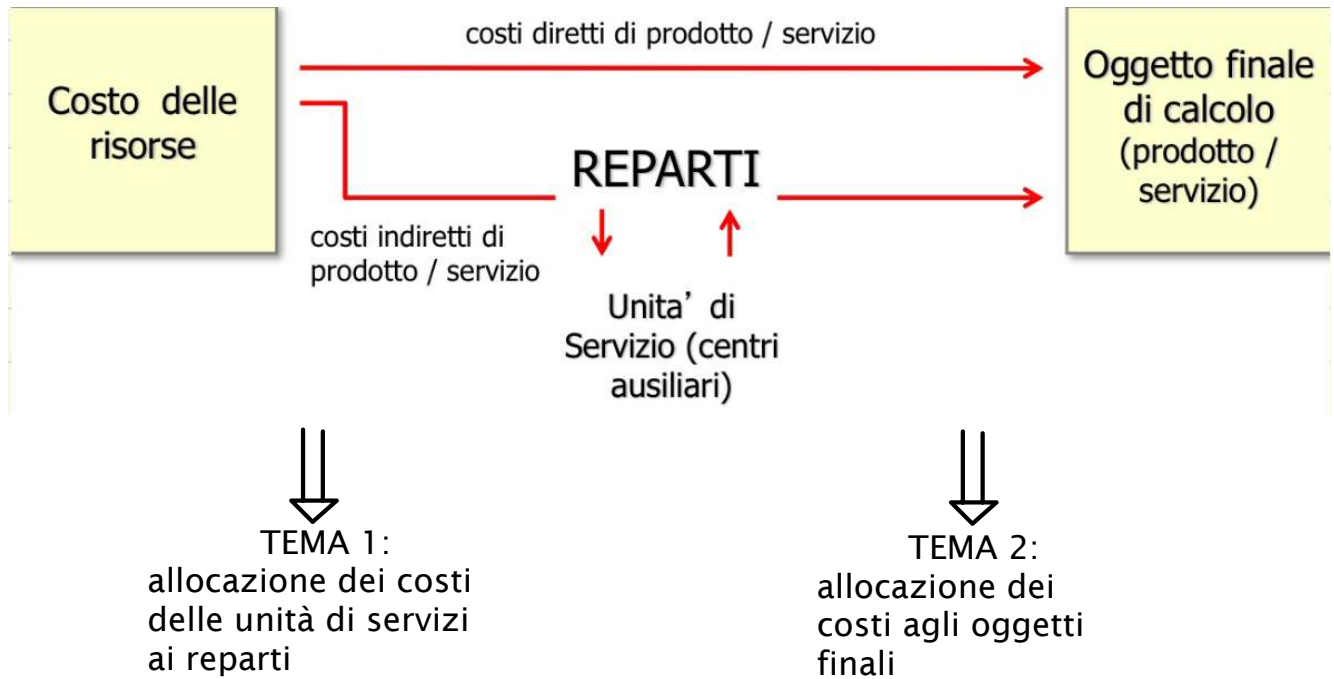 costi diretti di prodotto / servizio
Costo delle
risorse
Oggetto finale
di calcolo
(prodotto /
servizio)
REPARTI
costi indiretti di
prodotto / servizio
Unita’ di
Servizio (centri
ausiliari)
TEMA 1:
allocazione dei costi
delle unità di servizi
ai reparti
TEMA 2:
allocazione dei
costi agli oggetti
finali